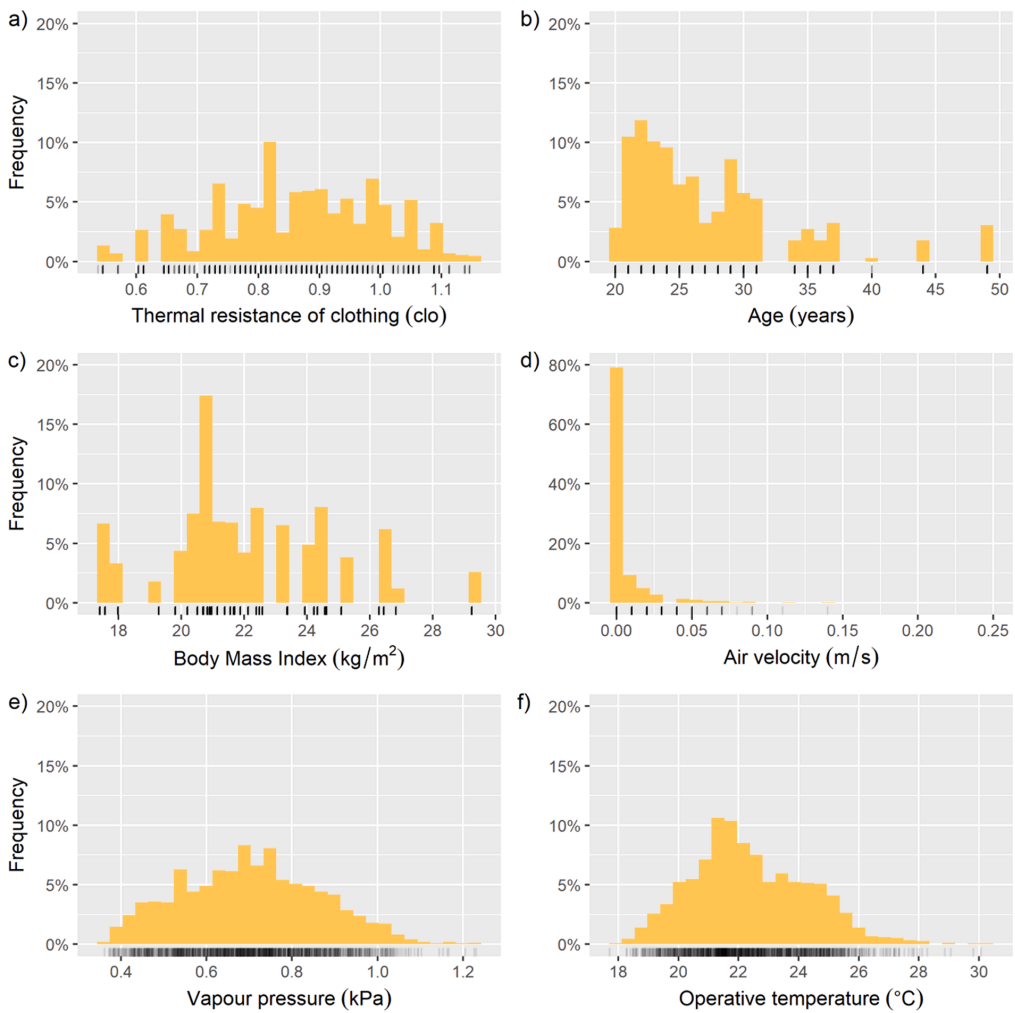 a)
20%
15%
10%
5%
0%
Frequency
0.6 0.7 0.8 0.9 1.0 1.1
Thermal resistance of clothing (clo)
b)
20%
15%
10%
5%
0%
20 25 30 35 40 45 50
Age (years)
c)
20%
15%
10%
5%
0%
Frequency
18 20 22 24 26 28 30
Body Mass Index (kg/m²)
d)
80%
60%
40%
20%
0%
0.00 0.05 0.10 0.15 0.20 0.25
Air velocity (m/s)
e)
20%
15%
10%
5%
0%
Frequency
0.4 0.6 0.8 1.0 1.2
Vapour pressure (kPa)
f)
20%
15%
10%
5%
0%
18 20 22 24 26 28 30
Operative temperature (°C)